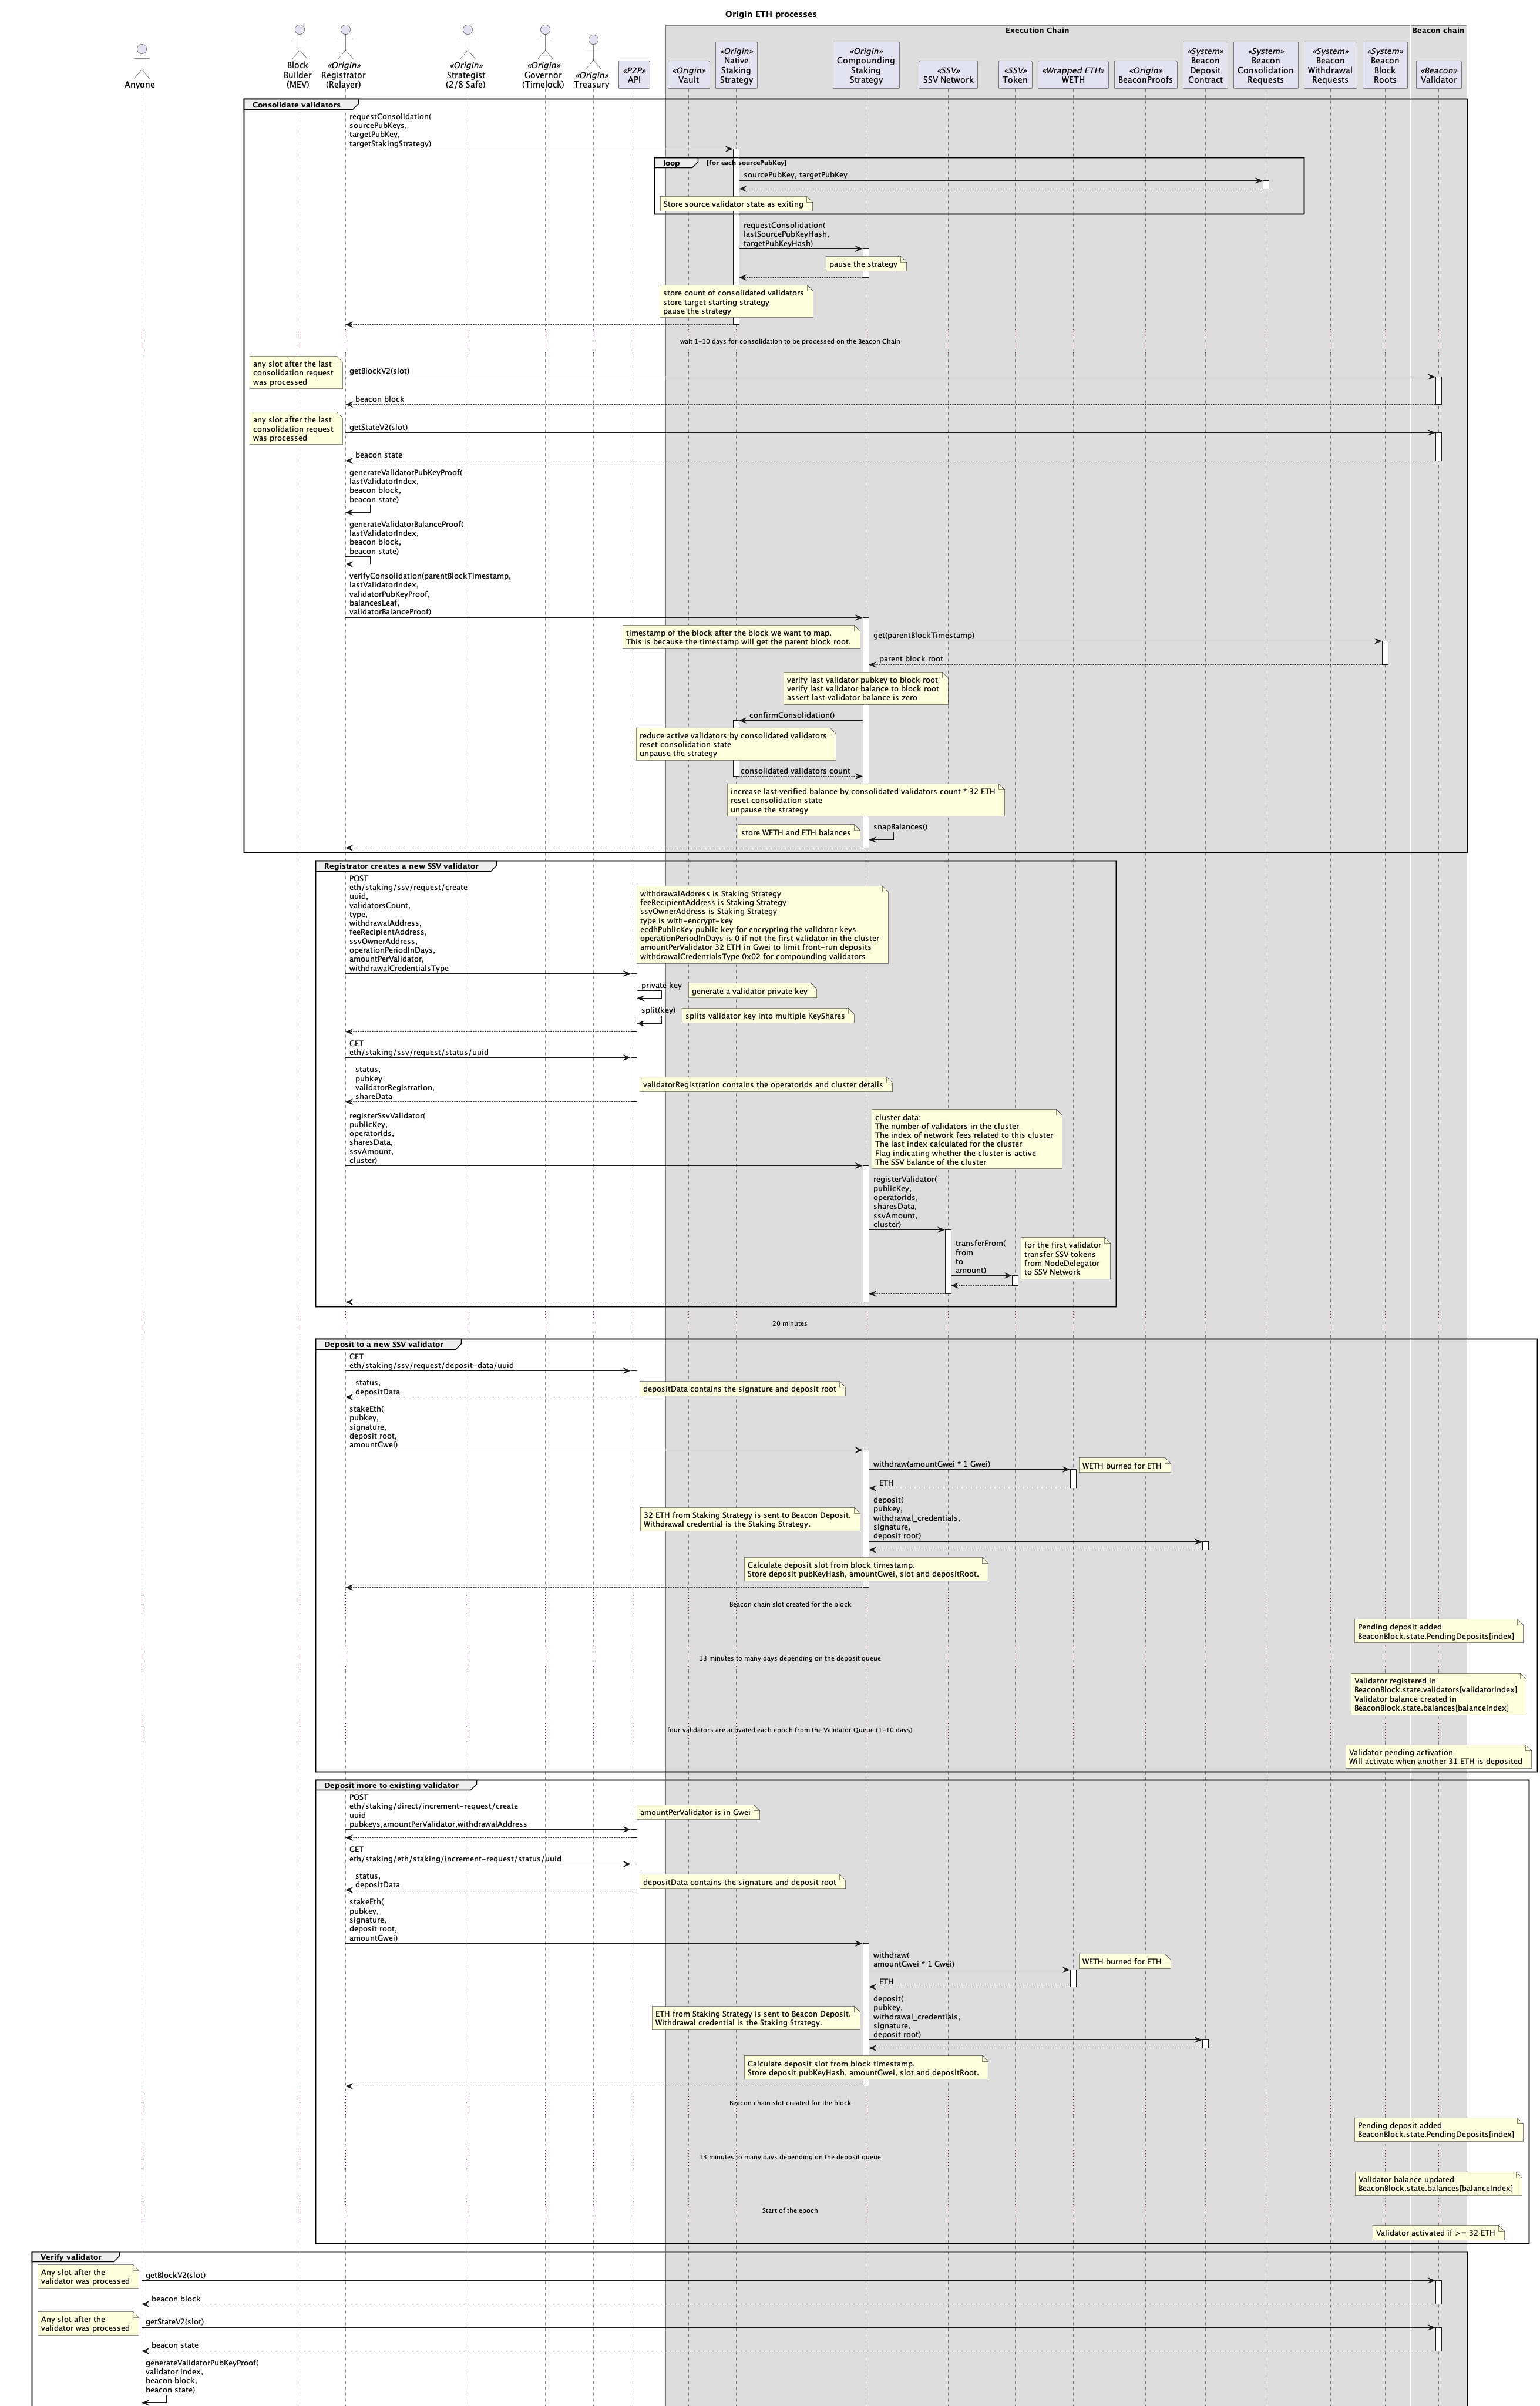 Origin ETH processes
Execution Chain
Beacon chain
Anyone
Block
Builder
(MEV)
«Origin»
Registrator
(Relayer)
«Origin»
Strategist
(2/8 Safe)
«Origin»
Governor
(Timelock)
«Origin»
Treasury
«P2P»
API
«Origin»
Vault
«Origin»
Native
Staking
Strategy
«Origin»
Compounding
Staking
Strategy
«SSV»
SSV Network
«SSV»
Token
«Wrapped ETH»
WETH
«Origin»
BeaconProofs
«System»
Beacon
Deposit
Contract
«System»
Beacon
Consolidation
Requests
«System»
Beacon
Withdrawal
Requests
«System»
Beacon
Block
Roots
«Beacon»
Validator
Consolidate validators
requestConsolidation(
sourcePubKeys,
targetPubKey,
targetStakingStrategy)
loop [for each sourcePubKey]
sourcePubKey, targetPubKey
Store source validator state as exiting
requestConsolidation(
lastSourcePubKeyHash,
targetPubKeyHash)
pause the strategy
store count of consolidated validators
store target starting strategy
pause the strategy
wait 1-10 days for consolidation to be processed on the Beacon Chain
any slot after the last
consolidation request
was processed
getBlockV2(slot)
beacon block
any slot after the last
consolidation request
was processed
getStateV2(slot)
beacon state
generateValidatorPubKeyProof(
lastValidatorIndex,
beacon block,
beacon state)
generateValidatorBalanceProof(
lastValidatorIndex,
beacon block,
beacon state)
verifyConsolidation(parentBlockTimestamp,
lastValidatorIndex,
validatorPubKeyProof,
balancesLeaf,
validatorBalanceProof)
timestamp of the block after the block we want to map.
This is because the timestamp will get the parent block root.
get(parentBlockTimestamp)
parent block root
verify last validator pubkey to block root
verify last validator balance to block root
assert last validator balance is zero
confirmConsolidation()
reduce active validators by consolidated validators
reset consolidation state
unpause the strategy
consolidated validators count
increase last verified balance by consolidated validators count * 32 ETH
reset consolidation state
unpause the strategy
store WETH and ETH balances
snapBalances()
Registrator creates a new SSV validator
POST
eth/staking/ssv/request/create
uuid,
validatorsCount,
type,
withdrawalAddress,
feeRecipientAddress,
ssvOwnerAddress,
operationPeriodInDays,
amountPerValidator,
withdrawalCredentialsType
withdrawalAddress is Staking Strategy
feeRecipientAddress is Staking Strategy
ssvOwnerAddress is Staking Strategy
type is with-encrypt-key
ecdhPublicKey public key for encrypting the validator keys
operationPeriodInDays is 0 if not the first validator in the cluster
amountPerValidator 32 ETH in Gwei to limit front-run deposits
withdrawalCredentialsType 0x02 for compounding validators
private key
generate a validator private key
split(key)
splits validator key into multiple KeyShares
GET
eth/staking/ssv/request/status/uuid
status,
pubkey
validatorRegistration,
shareData
validatorRegistration contains the operatorIds and cluster details
registerSsvValidator(
publicKey,
operatorIds,
sharesData,
ssvAmount,
cluster)
cluster data:
The number of validators in the cluster
The index of network fees related to this cluster
The last index calculated for the cluster
Flag indicating whether the cluster is active
The SSV balance of the cluster
registerValidator(
publicKey,
operatorIds,
sharesData,
ssvAmount,
cluster)
transferFrom(
from
to
amount)
for the first validator
transfer SSV tokens
from NodeDelegator
to SSV Network
20 minutes
Deposit to a new SSV validator
GET
eth/staking/ssv/request/deposit-data/uuid
status,
depositData
depositData contains the signature and deposit root
stakeEth(
pubkey,
signature,
deposit root,
amountGwei)
withdraw(amountGwei * 1 Gwei)
WETH burned for ETH
ETH
32 ETH from Staking Strategy is sent to Beacon Deposit.
Withdrawal credential is the Staking Strategy.
deposit(
pubkey,
withdrawal_credentials,
signature,
deposit root)
Calculate deposit slot from block timestamp.
Store deposit pubKeyHash, amountGwei, slot and depositRoot.
Beacon chain slot created for the block
Pending deposit added
BeaconBlock.state.PendingDeposits[index]
13 minutes to many days depending on the deposit queue
Validator registered in
BeaconBlock.state.validators[validatorIndex]
Validator balance created in
BeaconBlock.state.balances[balanceIndex]
four validators are activated each epoch from the Validator Queue (1-10 days)
Validator pending activation
Will activate when another 31 ETH is deposited
Deposit more to existing validator
POST
eth/staking/direct/increment-request/create
uuid
pubkeys,amountPerValidator,withdrawalAddress
amountPerValidator is in Gwei
GET
eth/staking/eth/staking/increment-request/status/uuid
status,
depositData
depositData contains the signature and deposit root
stakeEth(
pubkey,
signature,
deposit root,
amountGwei)
withdraw(
amountGwei * 1 Gwei)
WETH burned for ETH
ETH
ETH from Staking Strategy is sent to Beacon Deposit.
Withdrawal credential is the Staking Strategy.
deposit(
pubkey,
withdrawal_credentials,
signature,
deposit root)
Calculate deposit slot from block timestamp.
Store deposit pubKeyHash, amountGwei, slot and depositRoot.
Beacon chain slot created for the block
Pending deposit added
BeaconBlock.state.PendingDeposits[index]
13 minutes to many days depending on the deposit queue
Validator balance updated
BeaconBlock.state.balances[balanceIndex]
Start of the epoch
Validator activated if >= 32 ETH
Verify validator
Any slot after the
validator was processed
getBlockV2(slot)
beacon block
Any slot after the
validator was processed
getStateV2(slot)
beacon state
generateValidatorPubKeyProof(
validator index,
beacon block,
beacon state)